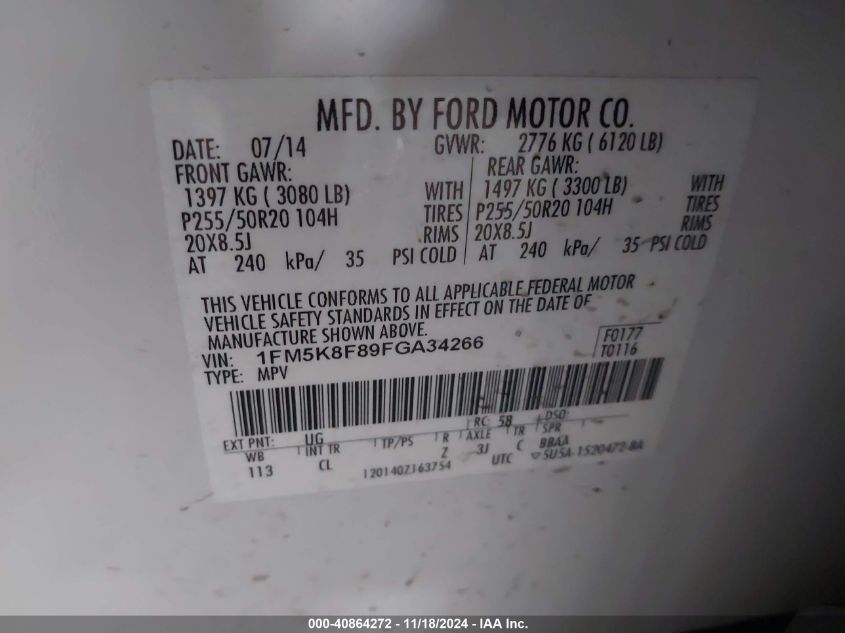 MFD. BY FORD MOTOR CO.
DATE: 07/14 GVWR: 2776 KG ( 6120 LB)
FRONT GAWR: REAR GAWR:
1397 KG ( 3080 LB) WITH 1497 KG ( 3300 LB) WITH
P255/50R20 104H TIRES P255/50R20 104H TIRES
20X8.5J RIMS 20X8.5J RIMS
AT 240 kPa/ 35 PSI COLD AT 240 kPa/ 35 PSI COLD
THIS VEHICLE CONFORMS TO ALL APPLICABLE FEDERAL MOTOR
VEHICLE SAFETY STANDARDS IN EFFECT ON THE DATE OF
MANUFACTURE SHOWN ABOVE.
VIN: 1FM5K8F89FGA34266 F0177
TYPE: MPV T0116
EXT PNT: UG RC: 58 DSO:
WB INT TR TP/PS R AXLE TR SPR
113 CL Z 3J C BBAA
12014 UTC ▽5U5A-1520472-BA
000-40864272 - 11/18/2024 - IAA Inc.